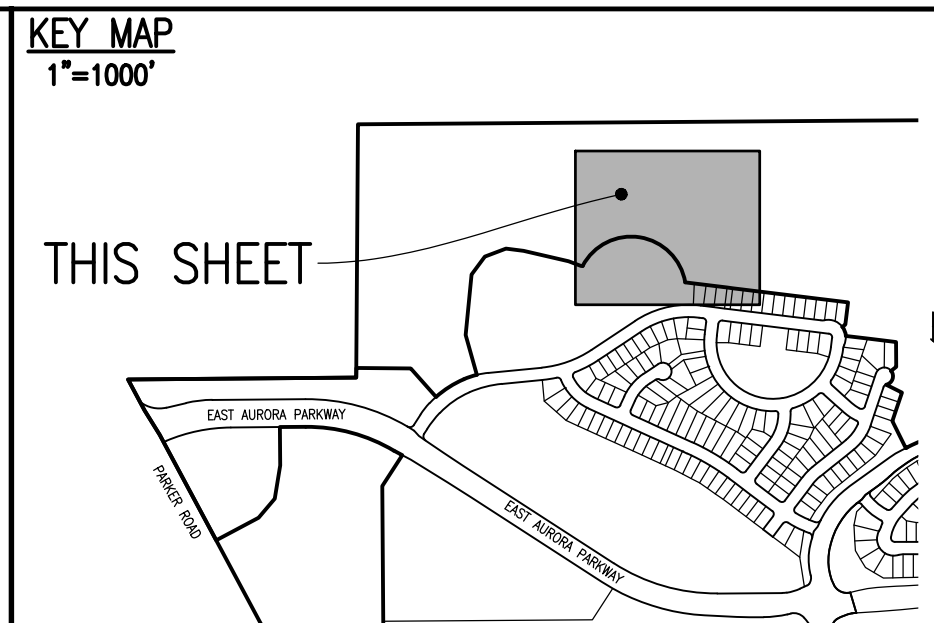 KEY MAP
1"=1000'
THIS SHEET
EAST AURORA PARKWAY
PARKER ROAD
EAST AURORA PARKWAY